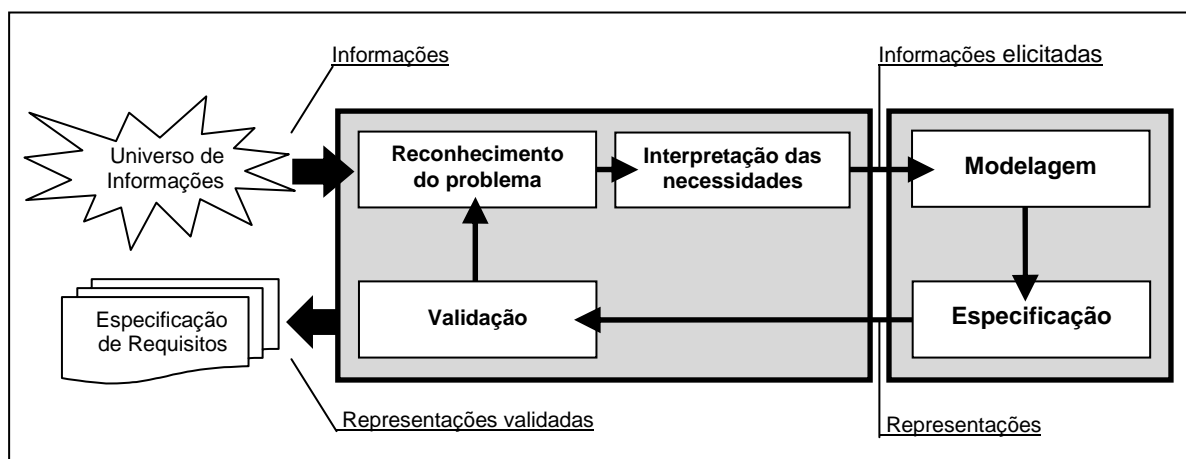 Informações
Informações elicitadas
Universo de
Informações
Reconhecimento
do problema
Interpretação das
necessidades
Modelagem
Especificação
de Requisitos
Validação
Especificação
Representações validadas
Representações